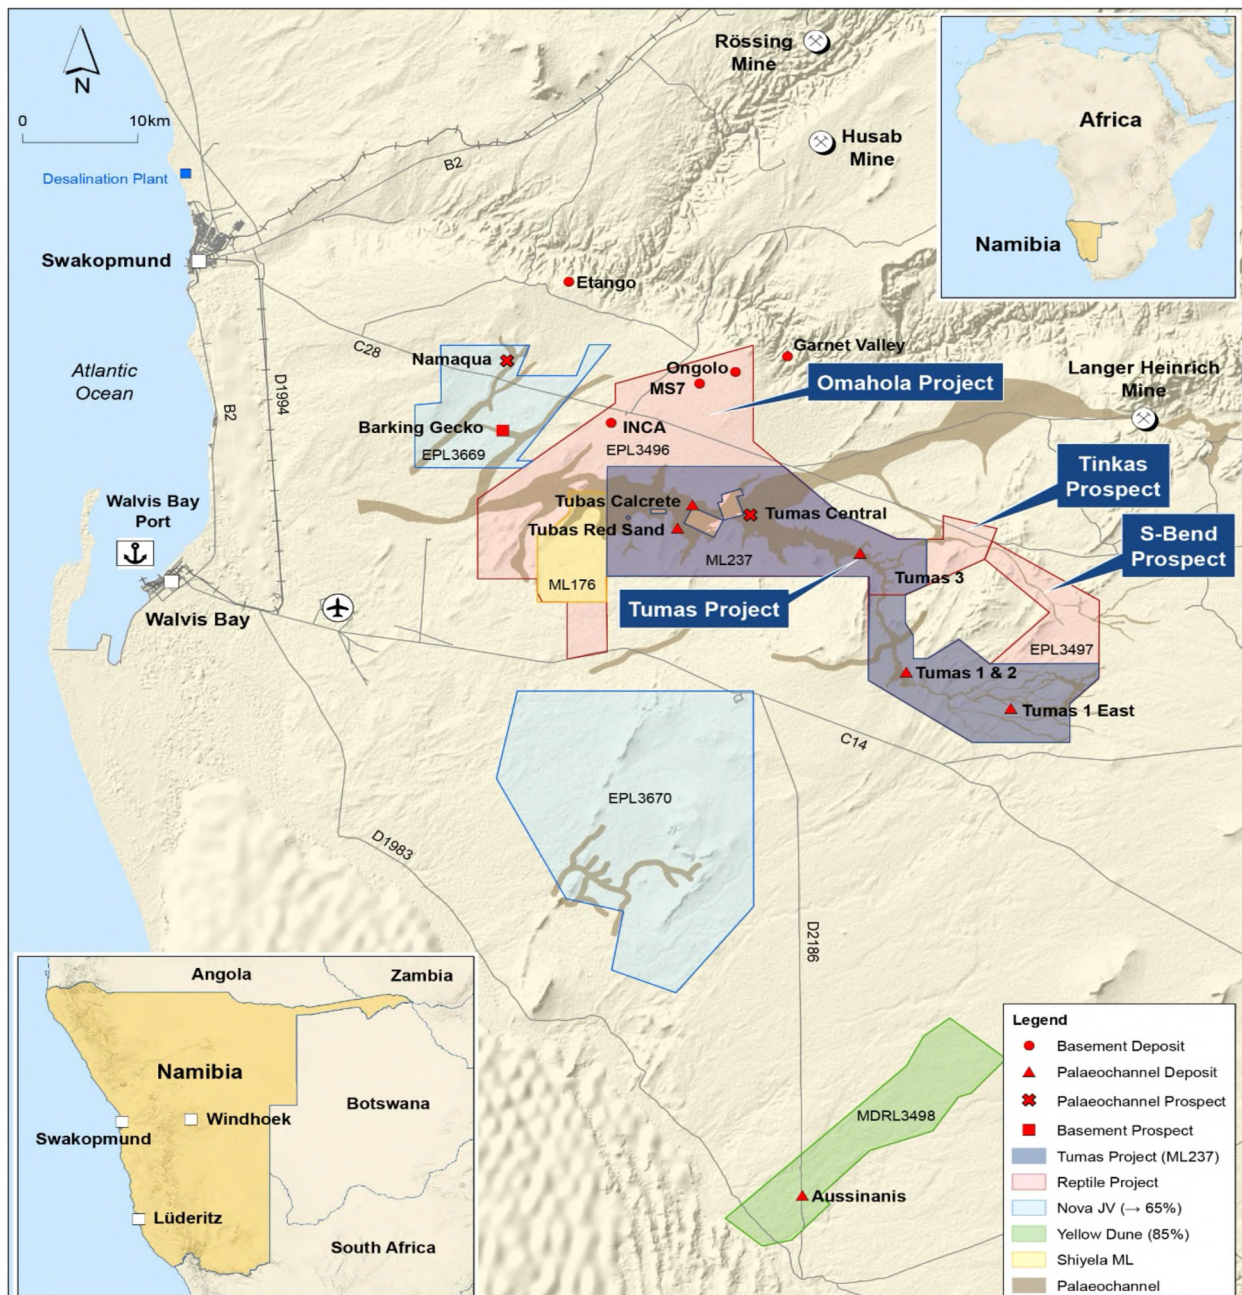 Rössing
Mine
N
0
10km
Africa
Husab
Mine
B2
Desalination Plant
Namibia
Swakopmund
Etango
C28
Garnet Valley
Namaqua
Ongolo
MS7
Langer Heinrich
Mine
Atlantic
Ocean
D1994
B2
Omahola Project
Barking Gecko
INCA
EPL3669
EPL3496
Tinkas
Prospect
Walvis Bay
Port
Tubas Calcrete
Tumas Central
Tubas Red Sand
S-Bend
Prospect
ML237
ML176
Tumas 3
Tumas Project
Walvis Bay
EPL3497
Tumas 1 & 2
Tumas 1 East
C14
EPL3670
D1983
D2186
Angola
Zambia
Namibia
Botswana
Windhoek
Swakopmund
Lüderitz
South Africa
MDRL3498
Aussinanis
Legend
Basement Deposit
Palaeochannel Deposit
Palaeochannel Prospect
Basement Prospect
Tumas Project (ML237)
Reptile Project
Nova JV (→ 65%)
Yellow Dune (85%)
Shiyela ML
Palaeochannel